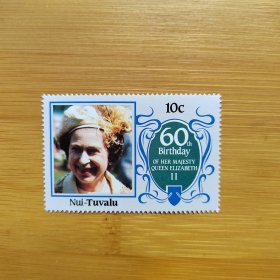 10c
60th
Birthday
OF HER MAJESTY
QUEEN ELIZABETH
II
Nui-Tuvalu